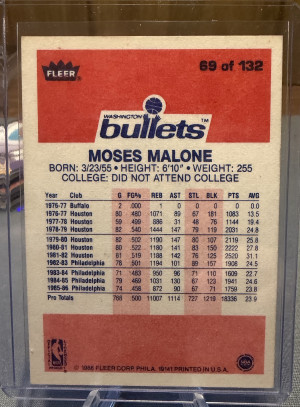 FLEER
69 of 132
WASHINGTON
bullets™
MOSES MALONE
BORN: 3/23/55 • HEIGHT: 6'10" • WEIGHT: 255
COLLEGE: DID NOT ATTEND COLLEGE
Year Club G FG% REB AST STL BLK PTS AVG
1976-77 Buffalo 2 .000 1 0 0 0 0 0.0
1976-77 Houston 80 .480 1071 89 67 181 1083 13.5
1977-78 Houston 59 .499 886 31 48 76 1144 19.4
1978-79 Houston 82 .540 1444 147 79 119 2031 24.8
1979-80 Houston 82 .502 1190 147 80 107 2119 25.8
1980-81 Houston 80 .522 1180 141 83 150 2222 27.8
1981-82 Houston 81 .519 1188 142 76 125 2520 31.1
1982-83 Philadelphia 78 .501 1194 101 89 157 1908 24.5
1983-84 Philadelphia 71 .483 950 96 71 110 1609 22.7
1984-85 Philadelphia 79 .469 1031 130 67 123 1941 24.6
1985-86 Philadelphia 74 .458 872 90 67 71 1759 23.8
Pro Totals 768 .500 11007 1114 727 1219 18336 23.9
© 1986 FLEER CORP. PHILA. 19141 PRINTED IN U.S.A.